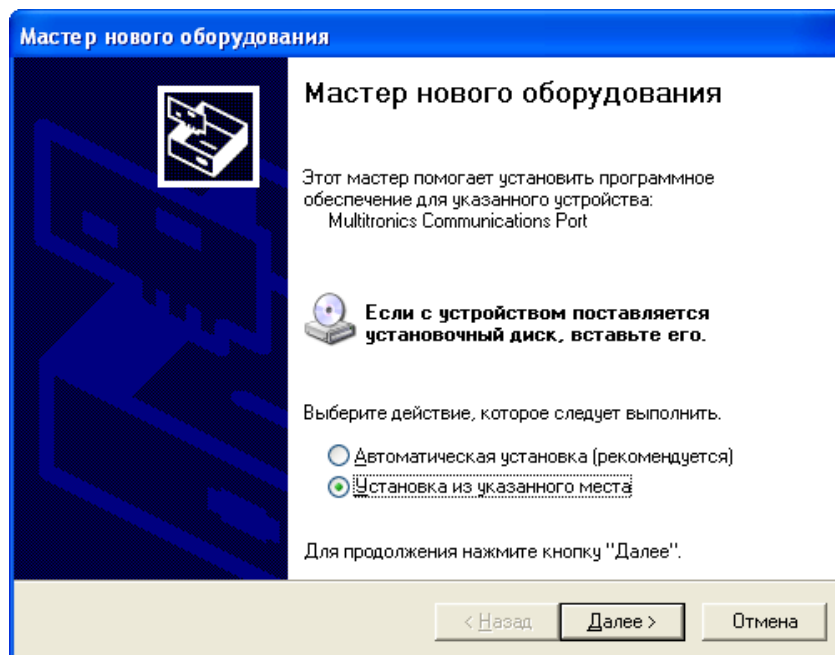 Мастер нового оборудования
Мастер нового оборудования
Этот мастер помогает установить программное
обеспечение для указанного устройства:
Multitronics Communications Port
Если с устройством поставляется
установочный диск, вставьте его.
Выберите действие, которое следует выполнить.
Автоматическая установка (рекомендуется)
Установка из указанного места
Для продолжения нажмите кнопку "Далее".
< Назад
Далее >
Отмена